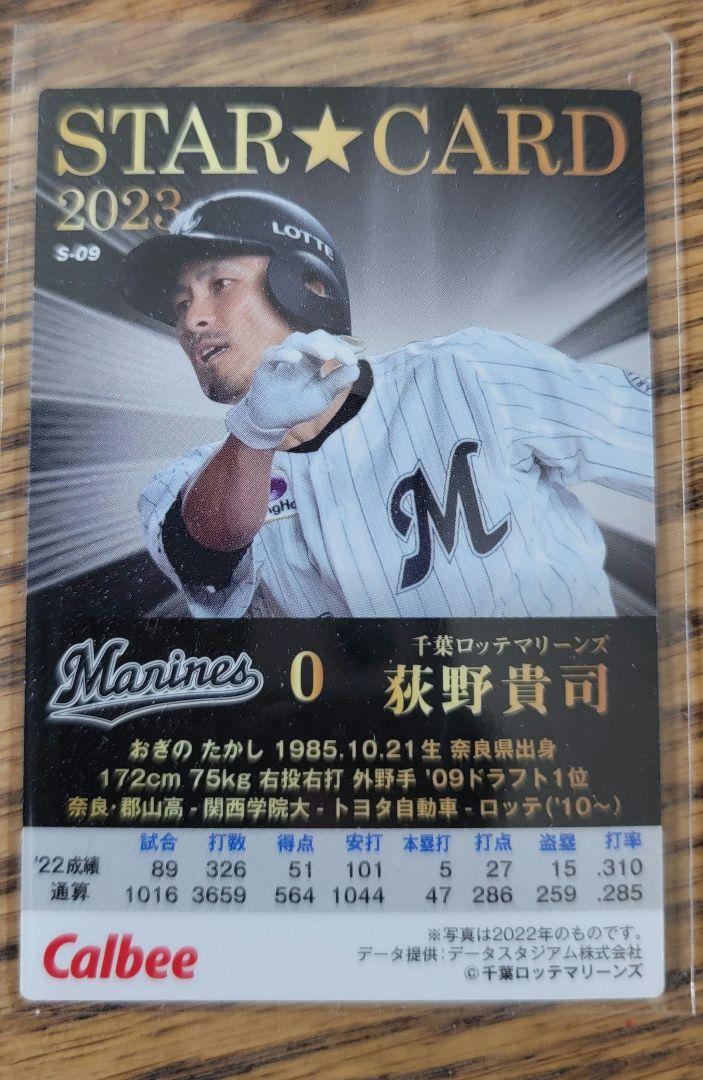 STAR★CARD
2023
S-09
LOTTE
M
Marines 0 千葉ロッテマリーンズ
荻野貴司
おぎの たかし 1985.10.21生 奈良県出身
172cm 75kg 右投右打 外野手 '09ドラフト1位
奈良・郡山高 - 関西学院大 - トヨタ自動車 - ロッテ('10〜)
試合 打数 得点 安打 本塁打 打点 盗塁 打率
'22成績 89 326 51 101 5 27 15 .310
通算 1016 3659 564 1044 47 286 259 .285
Calbee
※写真は2022年のものです。
データ提供:データスタジアム株式会社
©千葉ロッテマリーンズ